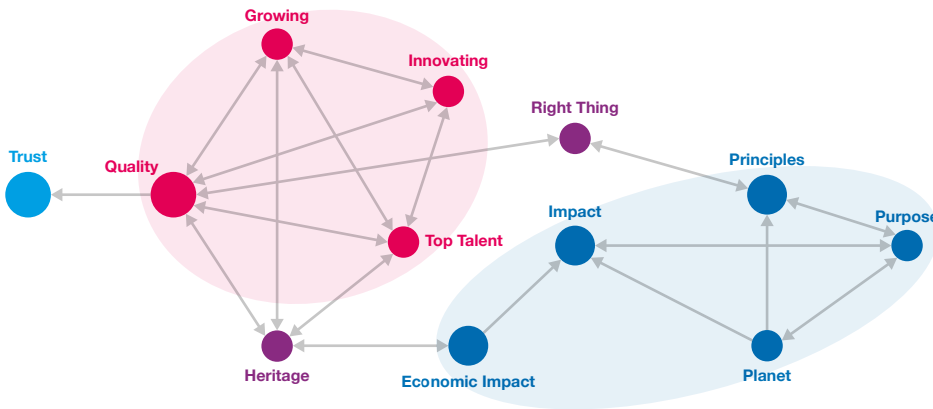 Growing
Innovating
Right Thing
Trust
Quality
Principles
Impact
Purpose
Top Talent
Heritage
Economic Impact
Planet